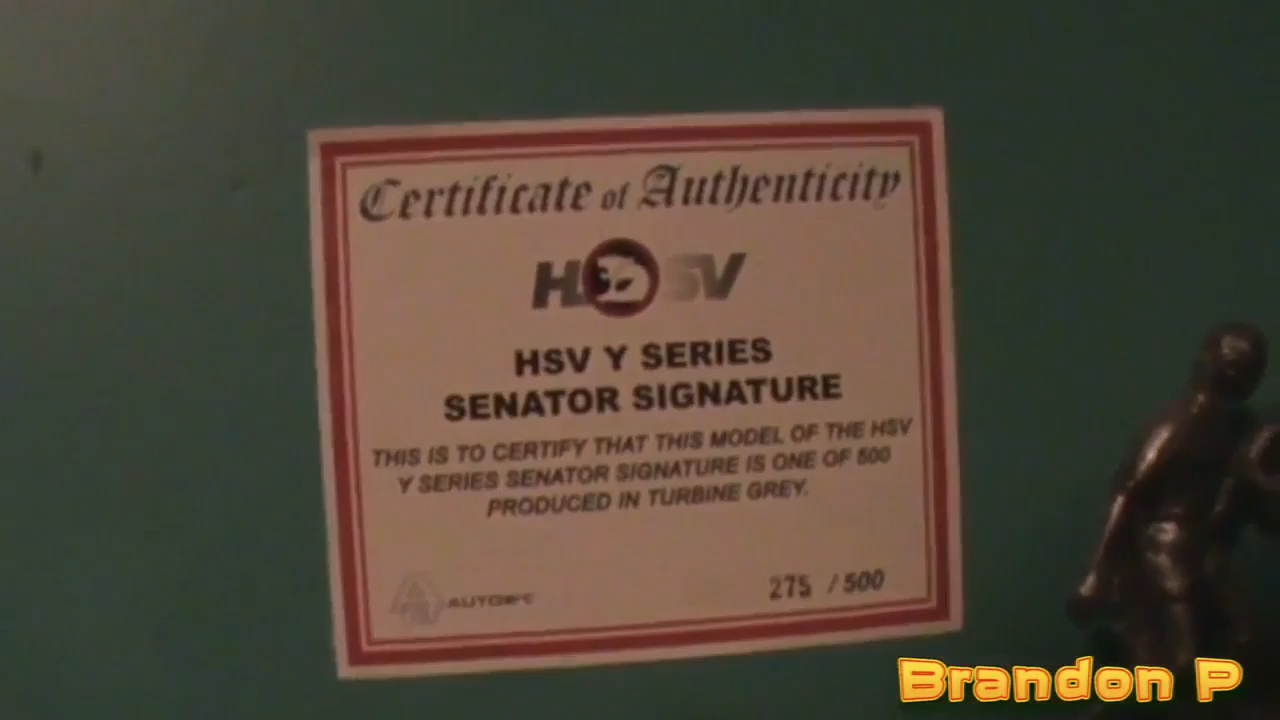 Certificate of Authenticity
HSV
HSV Y SERIES
SENATOR SIGNATURE
THIS IS TO CERTIFY THAT THIS MODEL OF THE HSV
Y SERIES SENATOR SIGNATURE IS ONE OF 500
PRODUCED IN TURBINE GREY.
275 / 500
Brandon P